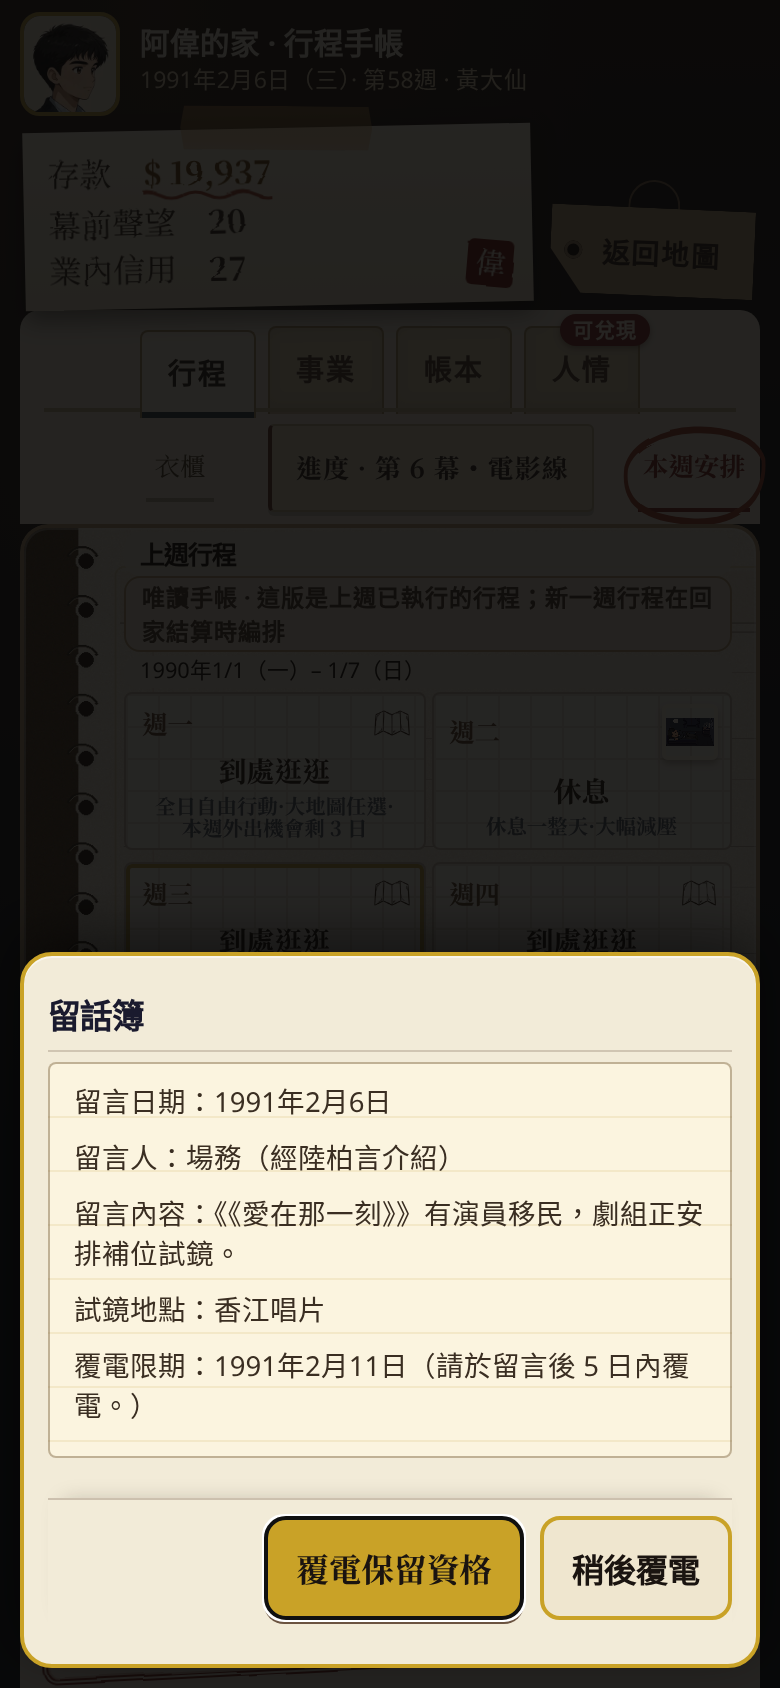 阿偉的家 · 行程手帳
1991年2月6日（三）· 第58週 · 黃大仙
存款 $ 19,937
幕前聲望 20
業內信用 27
偉
返回地圖
可兌現
行程 事業 帳本 人情
衣櫃 進度 · 第 6 幕・電影線 本週安排
上週行程
唯讀手帳 · 這版是上週已執行的行程；新一週行程在回
家結算時編排
1990年1/1（一）– 1/7（日）
週一
到處逛逛
全日自由行動·大地圖任選·
本週外出機會剩 3 日
週二
休息
休息一整天·大幅減壓
週三
到處逛逛
週四
到處逛逛
留話簿
留言日期：1991年2月6日
留言人：場務（經陸柏言介紹）
留言內容：《《愛在那一刻》》有演員移民，劇組正安
排補位試鏡。
試鏡地點：香江唱片
覆電限期：1991年2月11日（請於留言後 5 日內覆
電。）
覆電保留資格 稍後覆電